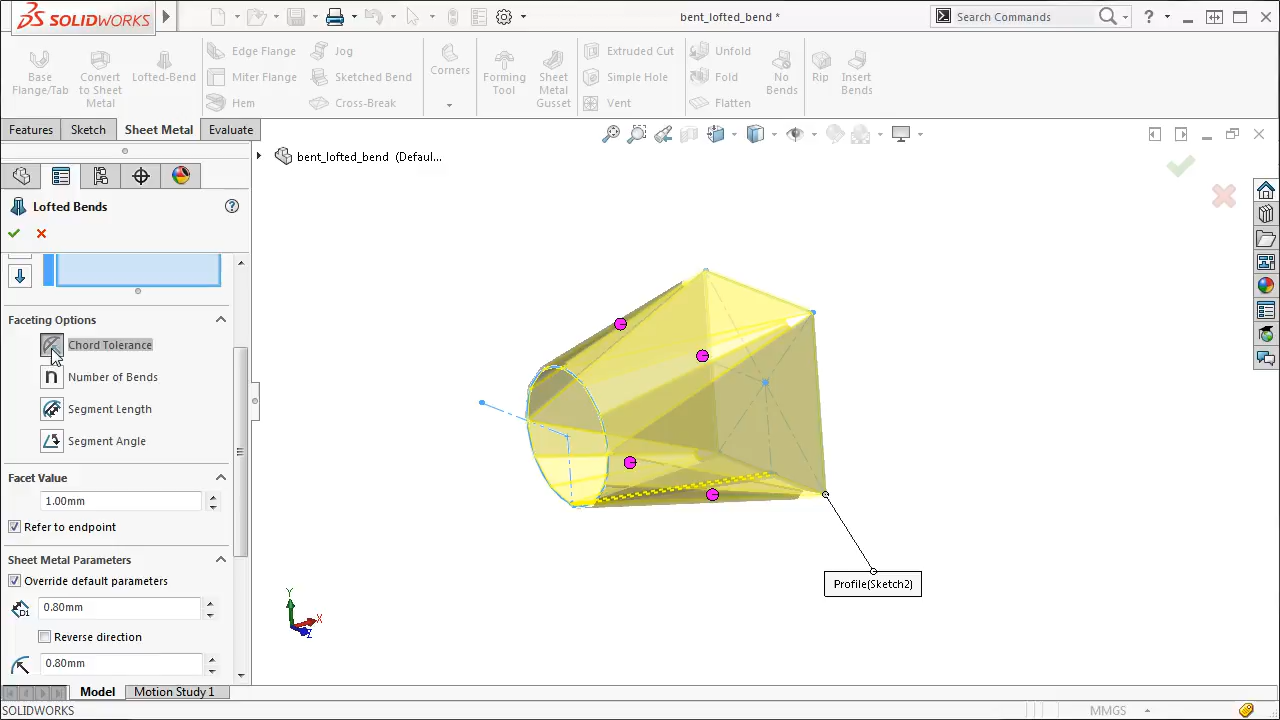 SOLIDWORKS
bent_lofted_bend *
Search Commands
?
Base Flange/Tab
Convert to Sheet Metal
Lofted-Bend
Edge Flange
Miter Flange
Hem
Jog
Sketched Bend
Cross-Break
Corners
Forming Tool
Sheet Metal Gusset
Extruded Cut
Simple Hole
Vent
Unfold
Fold
Flatten
No Bends
Rip
Insert Bends
Features
Sketch
Sheet Metal
Evaluate
bent_lofted_bend (Defaul...
Lofted Bends
?
Faceting Options
Chord Tolerance
n Number of Bends
Segment Length
Segment Angle
Facet Value
1.00mm
Refer to endpoint
Sheet Metal Parameters
Override default parameters
D1 0.80mm
Reverse direction
0.80mm
Profile(Sketch2)
Y
X
Z
Model
Motion Study 1
SOLIDWORKS
MMGS